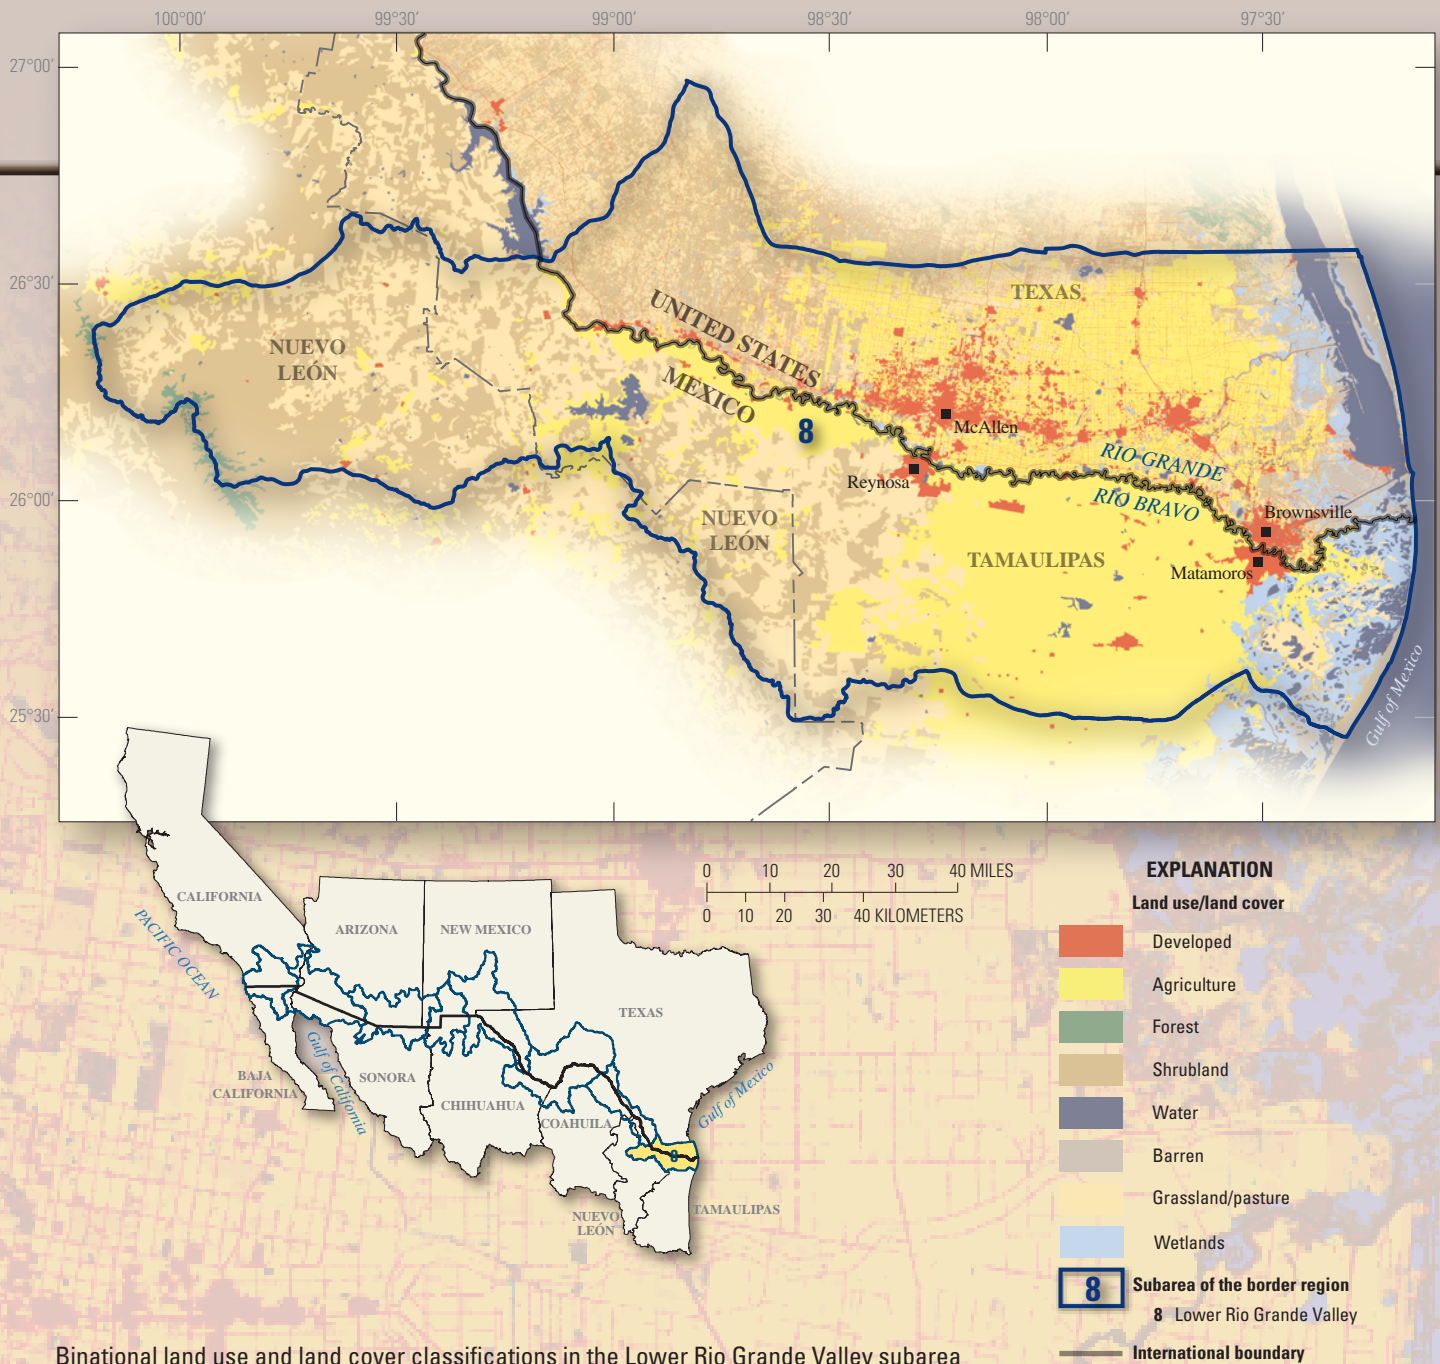 100°00′ 99°30′ 99°00′ 98°30′ 98°00′ 97°30′
27°00′
26°30′
26°00′
25°30′
TEXAS
UNITED STATES
MEXICO
NUEVO
LEÓN
8
McAllen
Reynosa
RIO GRANDE
RIO BRAVO
NUEVO
LEÓN
Brownsville
TAMAULIPAS
Matamoros
Gulf of Mexico
CALIFORNIA
PACIFIC OCEAN
ARIZONA
NEW MEXICO
TEXAS
Gulf of California
BAJA
CALIFORNIA
SONORA
CHIHUAHUA
COAHUILA
Gulf of Mexico
8
NUEVO
LEÓN
TAMAULIPAS
0 10 20 30 40 MILES
0 10 20 30 40 KILOMETERS
EXPLANATION
Land use/land cover
Developed
Agriculture
Forest
Shrubland
Water
Barren
Grassland/pasture
Wetlands
8 Subarea of the border region
8 Lower Rio Grande Valley
International boundary
Binational land use and land cover classifications in the Lower Rio Grande Valley subarea